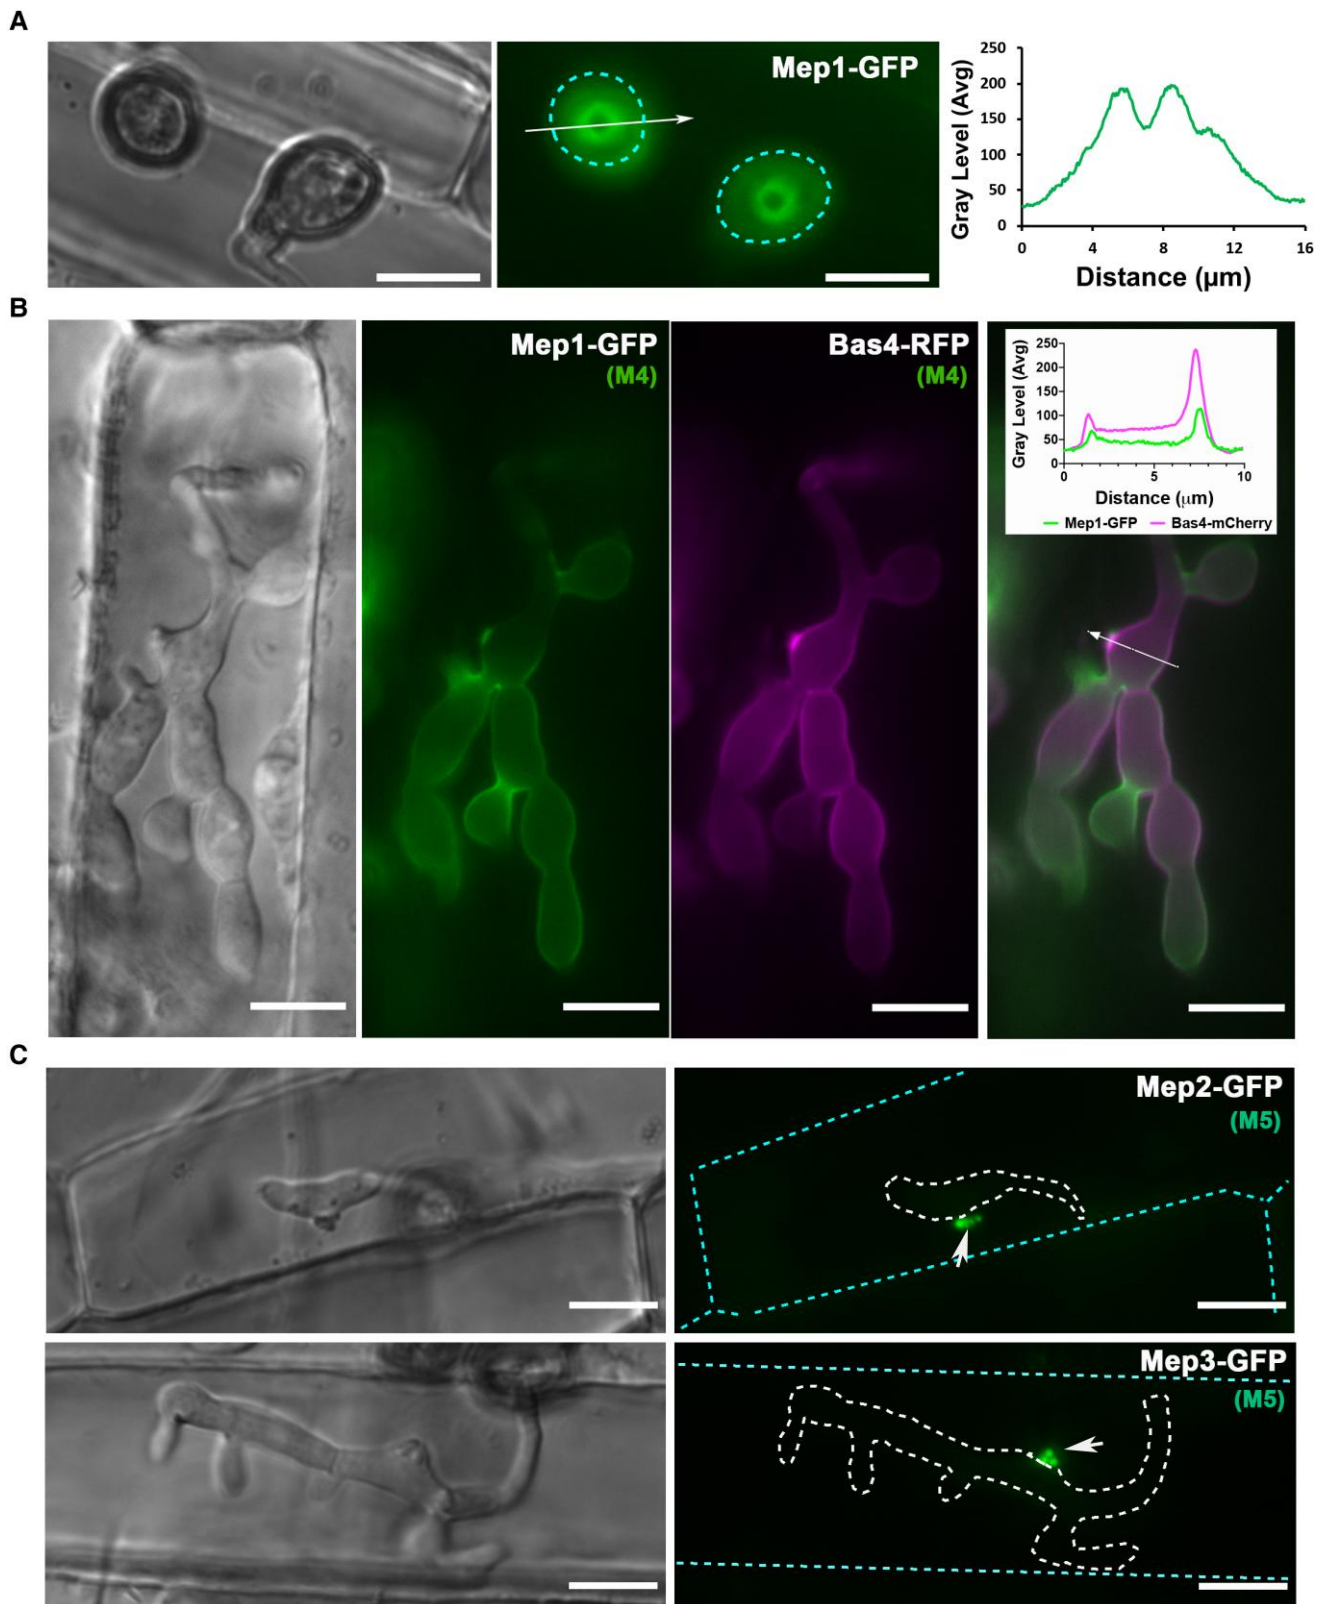 A
Mep1-GFP
Gray Level (Avg)
250
200
150
100
50
0
0 4 8 12 16
Distance (µm)
B
Mep1-GFP
(M4)
Bas4-RFP
(M4)
Gray Level (Avg)
250
200
150
100
50
0
0 5 10
Distance (µm)
Mep1-GFP Bas4-mCherry
C
Mep2-GFP
(M5)
Mep3-GFP
(M5)